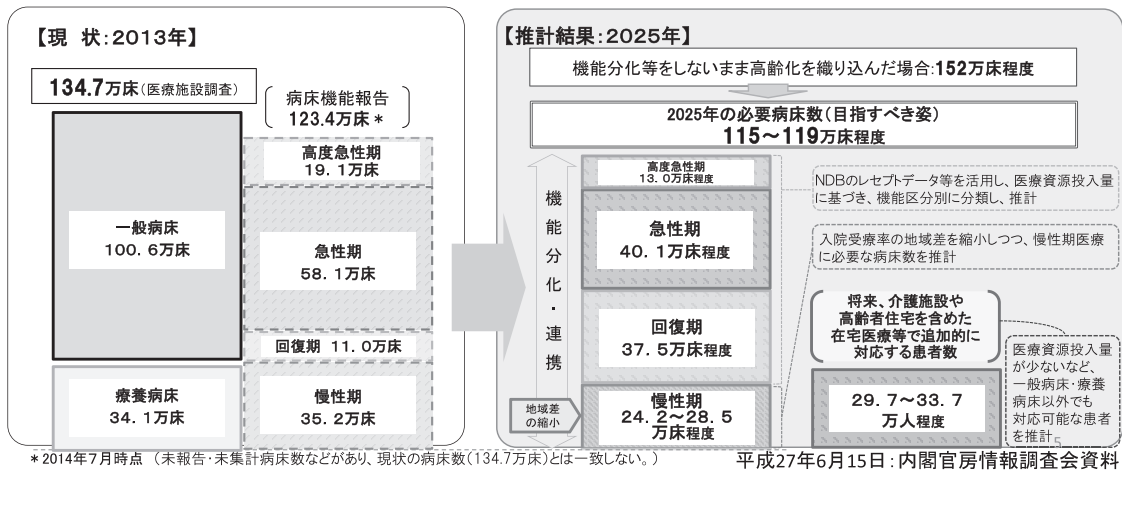 【現 状：2013年】
134.7万床(医療施設調査)
病床機能報告
123.4万床＊
一般病床
100.6万床
療養病床
34.1万床
高度急性期
19.1万床
急性期
58.1万床
回復期 11.0万床
慢性期
35.2万床
【推計結果：2025年】
機能分化等をしないまま高齢化を織り込んだ場合：152万床程度
2025年の必要病床数（目指すべき姿）
115～119万床程度
機能分化・連携
地域差
の縮小
高度急性期
13.0万床程度
急性期
40.1万床程度
回復期
37.5万床程度
慢性期
24.2～28.5
万床程度
NDBのレセプトデータ等を活用し、医療資源投入量
に基づき、機能区分別に分類し、推計
入院受療率の地域差を縮小しつつ、慢性期医療
に必要な病床数を推計
将来、介護施設や
高齢者住宅を含めた
在宅医療等で追加的に
対応する患者数
29.7～33.7
万人程度
医療資源投入量
が少ないなど、
一般病床・療養
病床以外でも
対応可能な患者
を推計
5
＊2014年7月時点 （未報告・未集計病床数などがあり、現状の病床数（134.7万床）とは一致しない。）
平成27年6月15日：内閣官房情報調査会資料